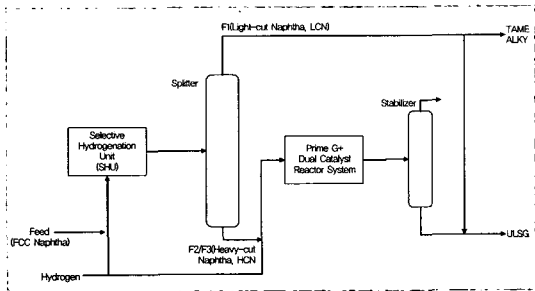 F1(Light-cut Naphtha, LCN)
TAME
ALKY
Splitter
Stabilizer
Selective
Hydrogenation
Unit
(SHU)
Prime G+
Dual Catalyst
Reactor System
Feed
(FCC Naphtha)
F2/F3(Heavy-cut
Naphtha, HCN)
ULSG
Hydrogen